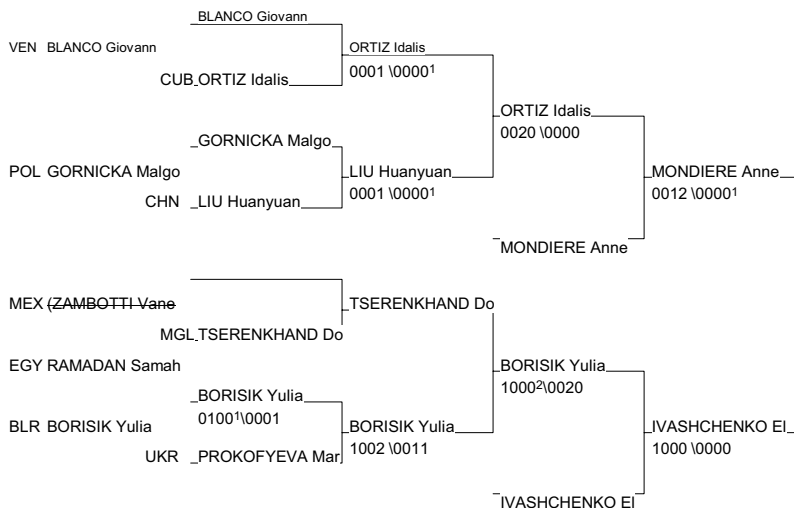 BLANCO Giovann
VEN BLANCO Giovann
ORTIZ Idalis
0001 \0000¹
CUB ORTIZ Idalis
ORTIZ Idalis
0020 \0000
GORNICKA Malgo
POL GORNICKA Malgo
LIU Huanyuan
0001 \0000¹
MONDIERE Anne
0012 \0000¹
CHN LIU Huanyuan
MONDIERE Anne
MEX (ZAMBOTTI Vane
TSERENKHAND Do
MGL TSERENKHAND Do
EGY RAMADAN Samah
BORISIK Yulia
1000²\0020
BORISIK Yulia
0100¹\0001
BLR BORISIK Yulia
BORISIK Yulia
1002 \0011
IVASHCHENKO El
1000 \0000
UKR PROKOFYEVA Mar
IVASHCHENKO El